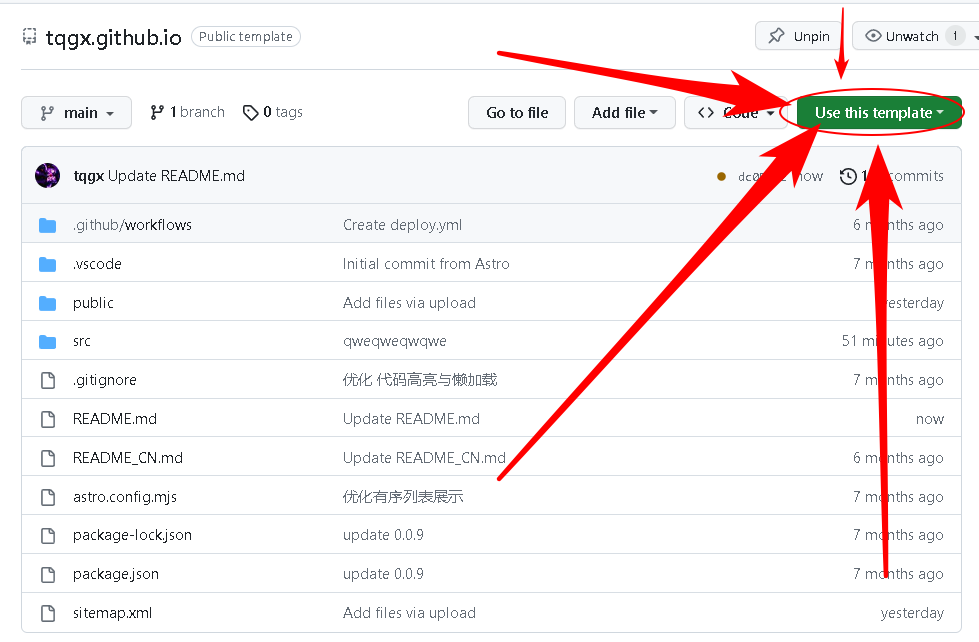 tqgx.github.io Public template Unpin Unwatch 1
main 1 branch 0 tags Go to file Add file Code Use this template
tqgx Update README.md now commits
.github/workflows Create deploy.yml 6 months ago
.vscode Initial commit from Astro 7 months ago
public Add files via upload yesterday
src qweqweqwqwe 51 minutes ago
.gitignore 优化 代码高亮与懒加载 7 months ago
README.md Update README.md now
README_CN.md Update README_CN.md 6 months ago
astro.config.mjs 优化有序列表展示 7 months ago
package-lock.json update 0.0.9 7 months ago
package.json update 0.0.9 7 months ago
sitemap.xml Add files via upload yesterday